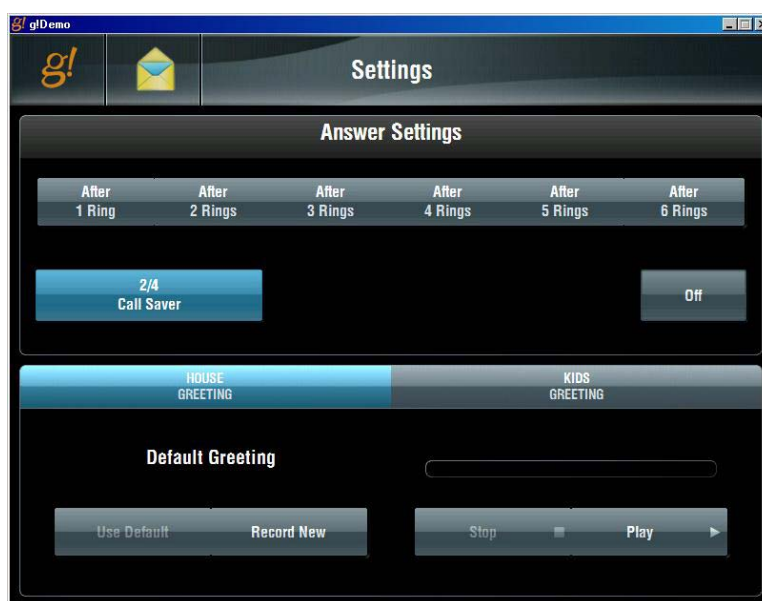 g! g!Demo
g!
Settings
Answer Settings
After After After After After After
1 Ring 2 Rings 3 Rings 4 Rings 5 Rings 6 Rings
2/4
Call Saver
Off
HOUSE
GREETING
KIDS
GREETING
Default Greeting
Use Default Record New Stop Play